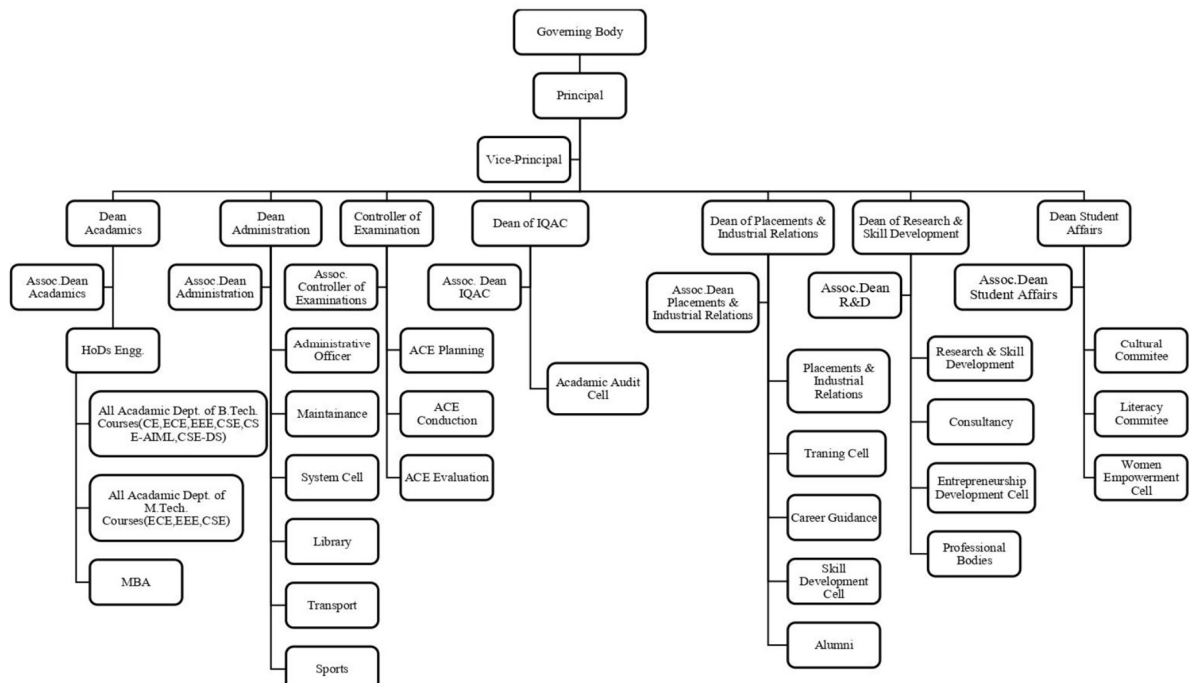 Governing Body
Principal
Vice-Principal
Dean
Acadamics
Dean
Administration
Controller of
Examination
Dean of IQAC
Dean of Placements &
Industrial Relations
Dean of Research &
Skill Development
Dean Student
Affairs
Assoc.Dean
Acadamics
Assoc.Dean
Administration
Assoc.
Controller of
Examinations
Assoc. Dean
IQAC
Assoc.Dean
Placements &
Industrial Relations
Assoc.Dean
R&D
Assoc.Dean
Student Affairs
HoDs Engg.
All Acadamic Dept. of B.Tech.
Courses(CE,ECE,EEE,CSE,CS
E-AIML,CSE-DS)
All Acadamic Dept. of
M.Tech.
Courses(ECE,EEE,CSE)
MBA
Administrative
Officer
Maintainance
System Cell
Library
Transport
Sports
ACE Planning
ACE
Conduction
ACE Evaluation
Acadamic Audit
Cell
Placements &
Industrial
Relations
Traning Cell
Career Guidance
Skill
Development
Cell
Alumni
Research & Skill
Development
Consultancy
Entrepreneurship
Development Cell
Professional
Bodies
Cultural
Commitee
Literacy
Commitee
Women
Empowerment
Cell